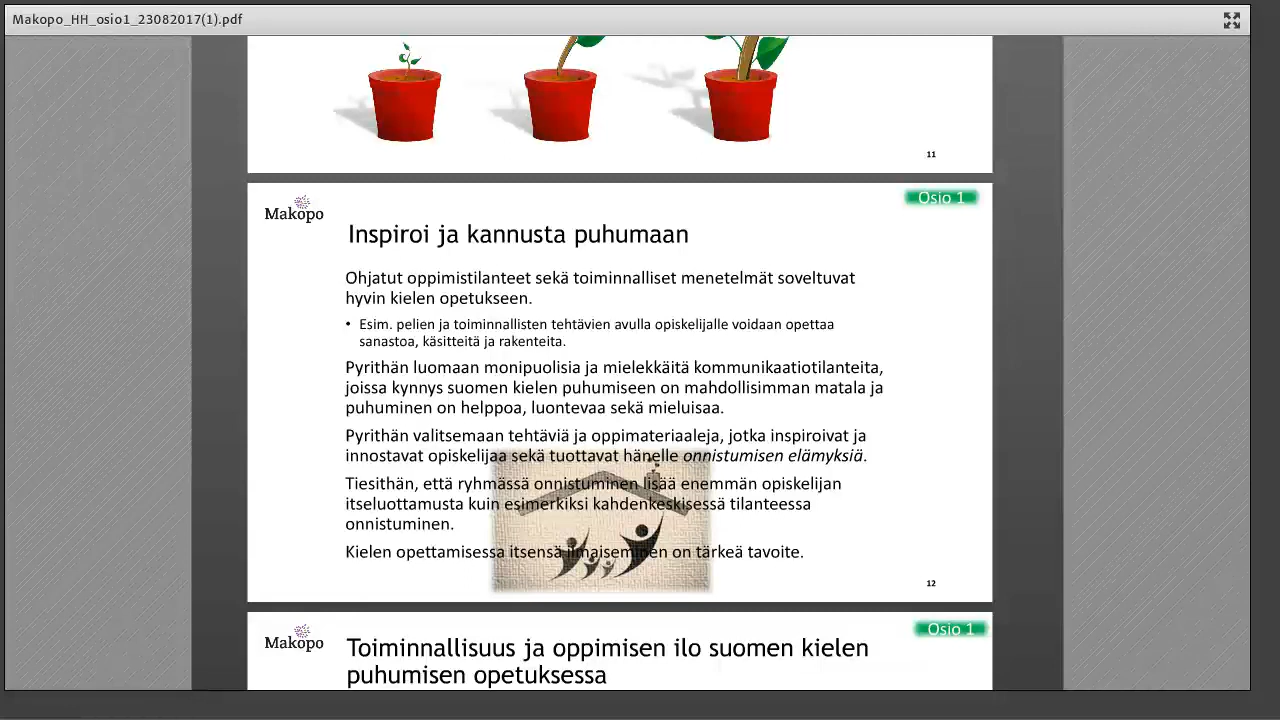 Makopo_HH_osio1_23082017(1).pdf
11
Osio 1
Makopo
Inspiroi ja kannusta puhumaan
Ohjatut oppimistilanteet sekä toiminnalliset menetelmät soveltuvat
hyvin kielen opetukseen.
• Esim. pelien ja toiminnallisten tehtävien avulla opiskelijalle voidaan opettaa
sanastoa, käsitteitä ja rakenteita.
Pyrithän luomaan monipuolisia ja mielekkäitä kommunikaatiotilanteita,
joissa kynnys suomen kielen puhumiseen on mahdollisimman matala ja
puhuminen on helppoa, luontevaa sekä mieluisaa.
Pyrithän valitsemaan tehtäviä ja oppimateriaaleja, jotka inspiroivat ja
innostavat opiskelijaa sekä tuottavat hänelle onnistumisen elämyksiä.
Tiesithän, että ryhmässä onnistuminen lisää enemmän opiskelijan
itseluottamusta kuin esimerkiksi kahdenkeskisessä tilanteessa
onnistuminen.
Kielen opettamisessa itsensä ilmaiseminen on tärkeä tavoite.
12
Osio 1
Makopo
Toiminnallisuus ja oppimisen ilo suomen kielen
puhumisen opetuksessa